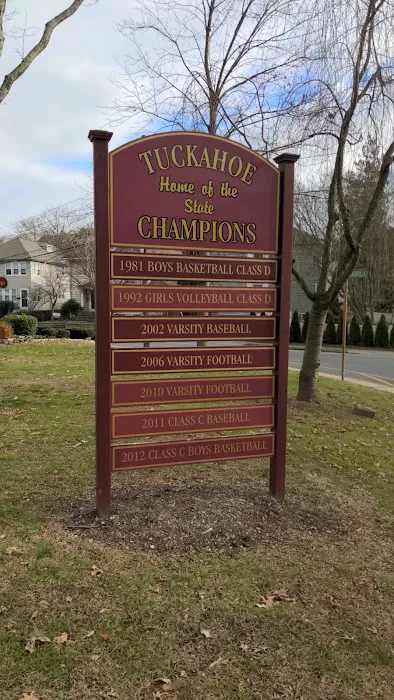 TUCKAHOE
Home of the
State
CHAMPIONS
1981 BOYS BASKETBALL CLASS D
1992 GIRLS VOLLEYBALL CLASS D
2002 VARSITY BASEBALL
2006 VARSITY FOOTBALL
2010 VARSITY FOOTBALL
2011 CLASS C BASEBALL
2012 CLASS C BOYS BASKETBALL